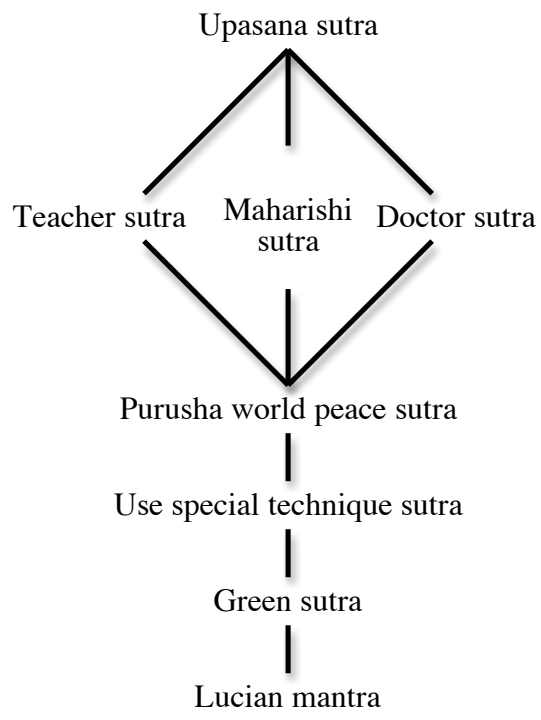 Upasana sutra
Teacher sutra
Maharishi
sutra
Doctor sutra
Purusha world peace sutra
Use special technique sutra
Green sutra
Lucian mantra